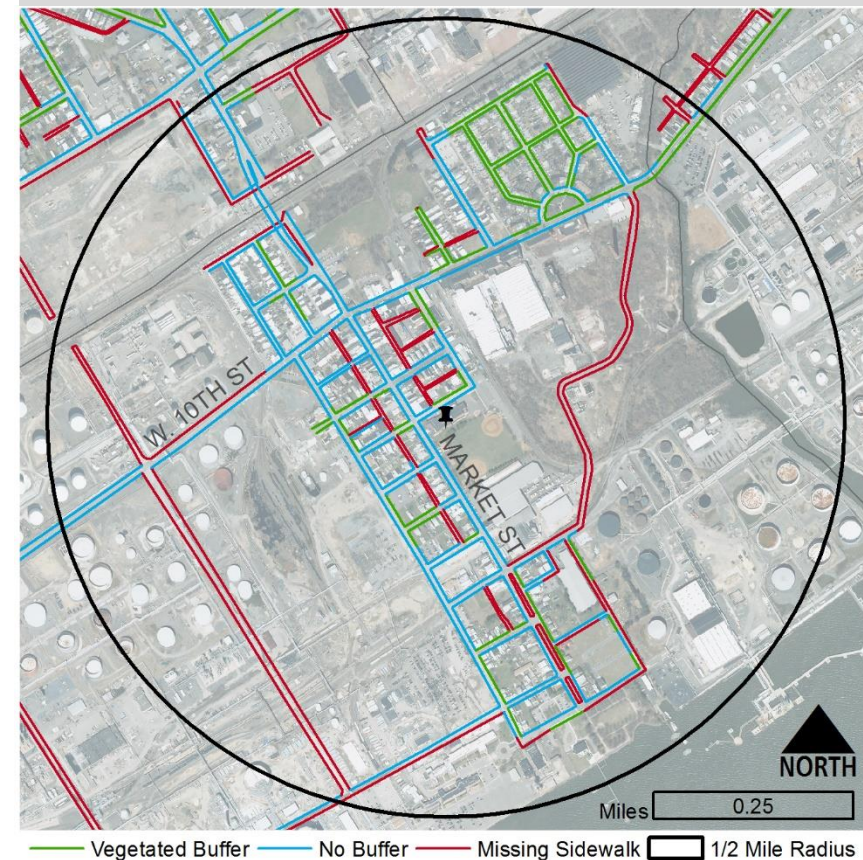 W. 10TH ST
MARKET ST
NORTH
Miles 0.25
Vegetated Buffer No Buffer Missing Sidewalk 1/2 Mile Radius